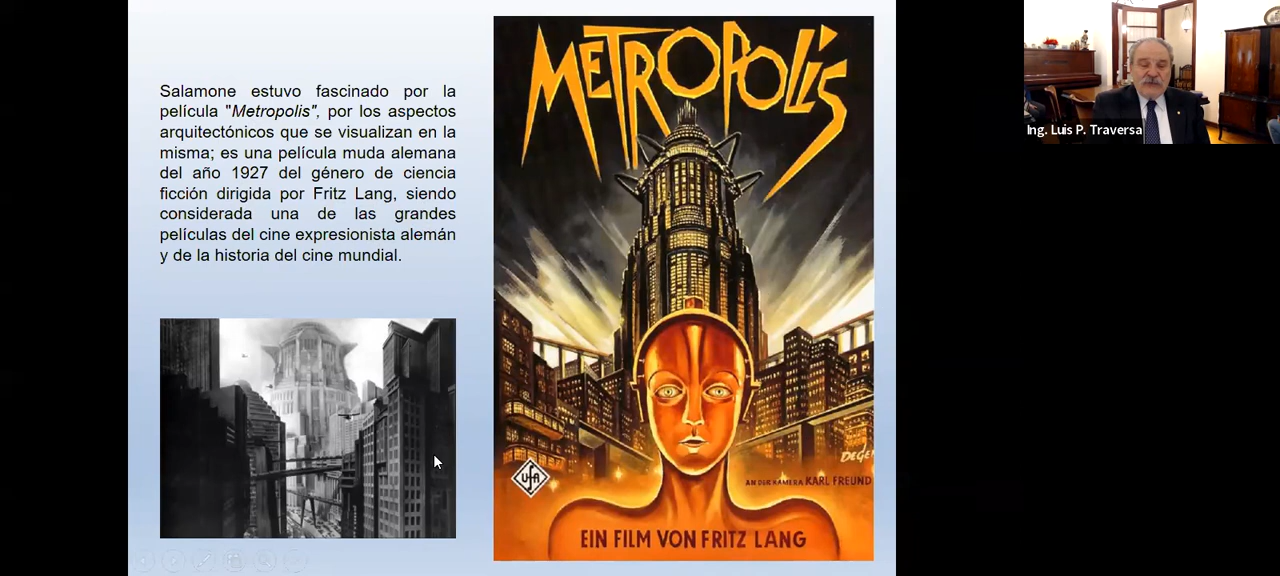 Salamone estuvo fascinado por la
película "Metropolis", por los aspectos
arquitectónicos que se visualizan en la
misma; es una película muda alemana
del año 1927 del género de ciencia
ficción dirigida por Fritz Lang, siendo
considerada una de las grandes
películas del cine expresionista alemán
y de la historia del cine mundial.
METROPOLIS
UFA
DEGEN
AN DER KAMERA KARL FREUND
EIN FILM VON FRITZ LANG
Ing. Luis P. Traversa